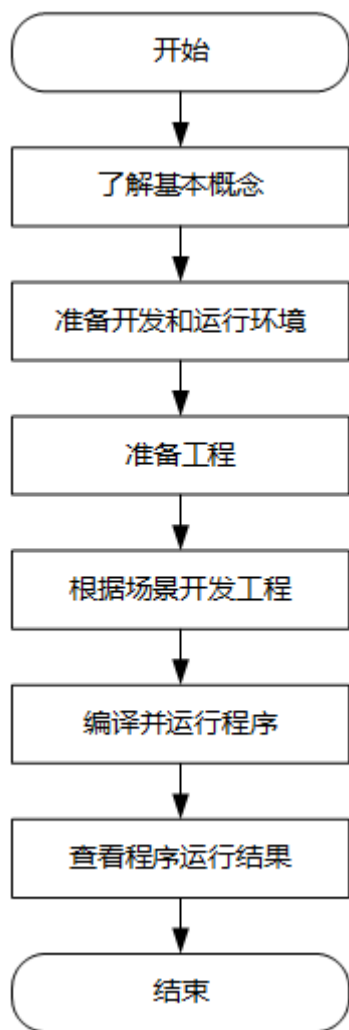 开始
了解基本概念
准备开发和运行环境
准备工程
根据场景开发工程
编译并运行程序
查看程序运行结果
结束